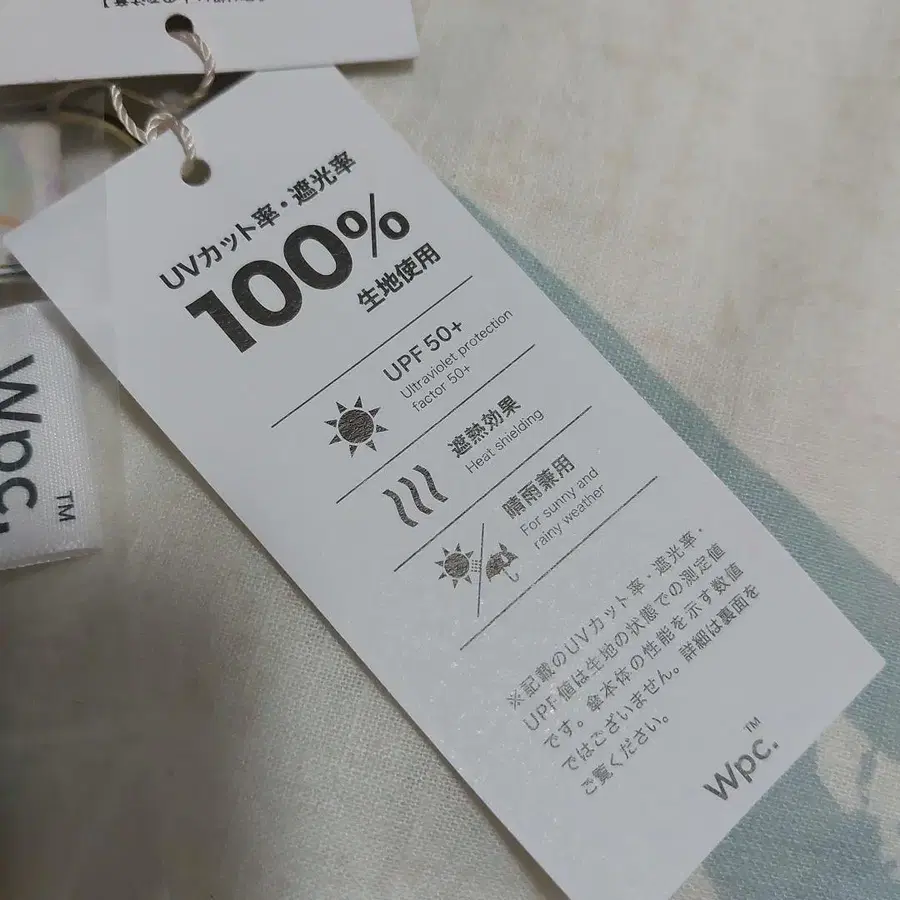 UVカット率・遮光率
100%
生地使用
UPF 50+
Ultraviolet protection
factor 50+
遮熱効果
Heat shielding
晴雨兼用
For sunny and
rainy weather
※記載のUVカット率・遮光率・
UPF値は生地の状態での測定値
です。傘本体の性能を示す数値
ではございません。詳細は裏面を
ご覧ください。
Wpc.™
Wpc.™